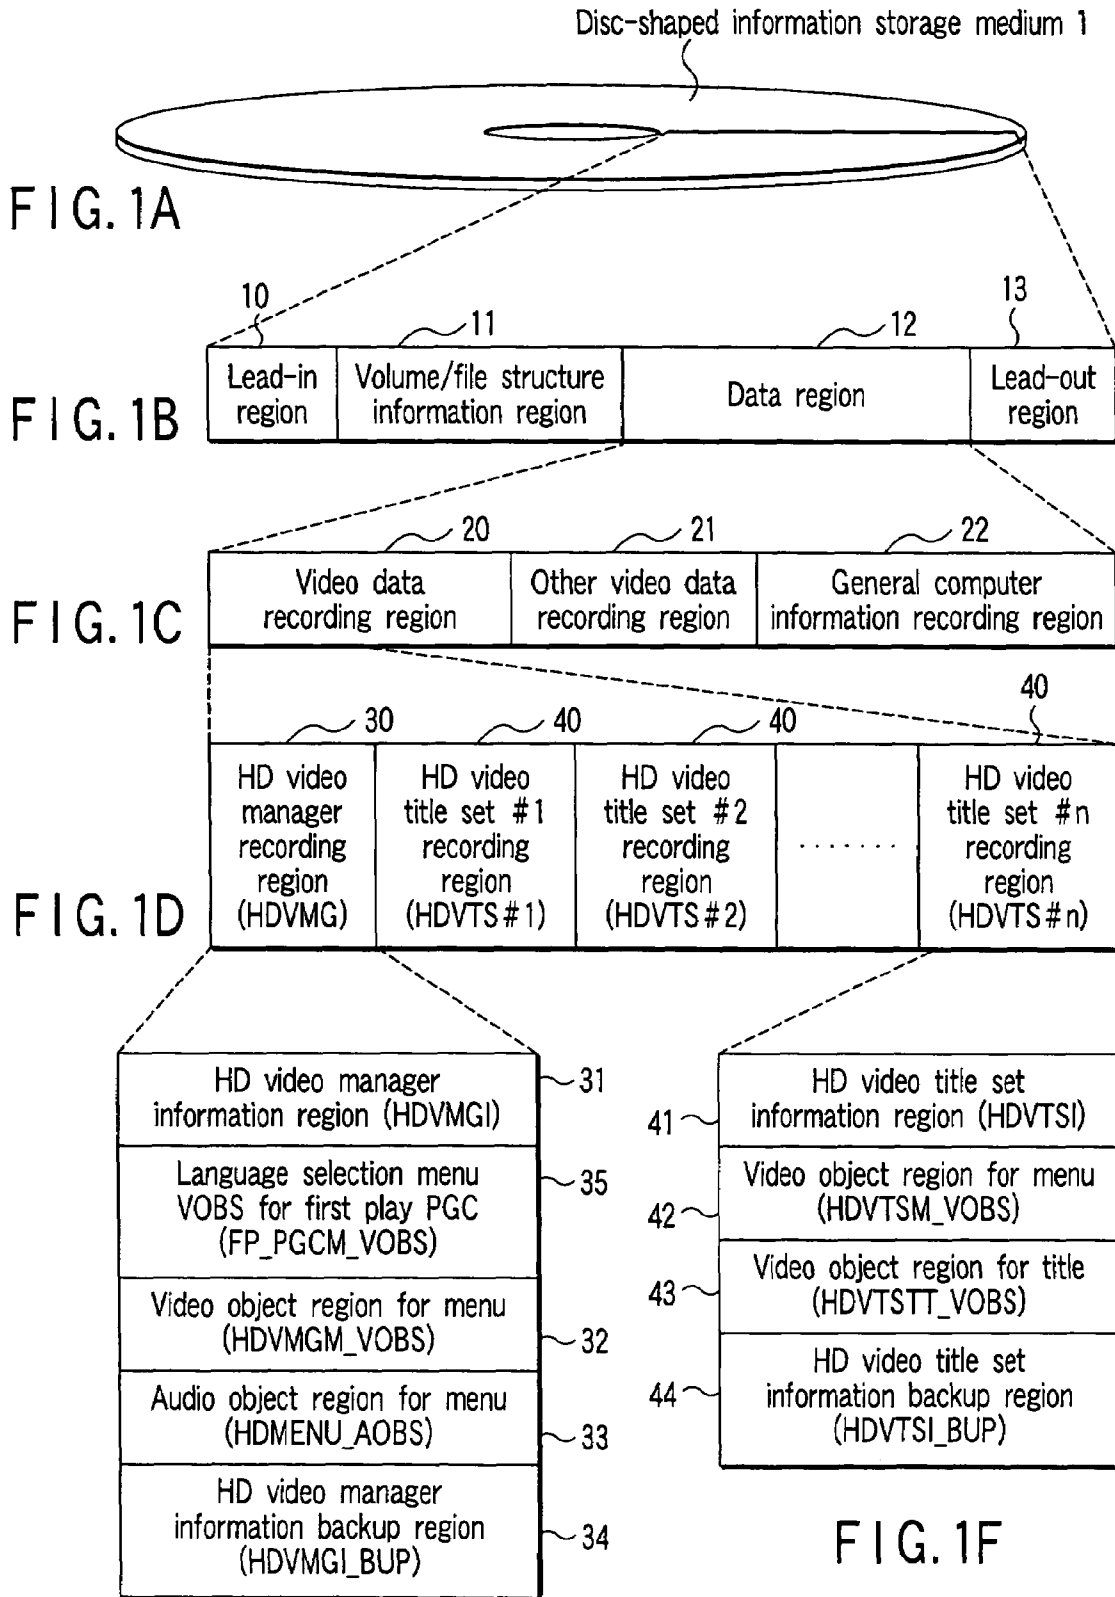 Disc-shaped information storage medium 1
FIG.1A
10
11
12
13
Lead-in
region
Volume/file structure
information region
Data region
Lead-out
region
FIG.1B
20
21
22
Video data
recording region
Other video data
recording region
General computer
information recording region
FIG.1C
30
40
40
40
HD video
manager
recording
region
(HDVMG)
HD video
title set #1
recording
region
(HDVTS#1)
HD video
title set #2
recording
region
(HDVTS#2)
.......
HD video
title set #n
recording
region
(HDVTS#n)
FIG.1D
HD video manager
information region (HDVMGI)
31
Language selection menu
VOBS for first play PGC
(FP_PGCM_VOBS)
35
Video object region for menu
(HDVMGM_VOBS)
32
Audio object region for menu
(HDMENU_AOBS)
33
HD video manager
information backup region
(HDVMGI_BUP)
34
HD video title set
information region (HDVTSI)
41
Video object region for menu
(HDVTSM_VOBS)
42
Video object region for title
(HDVTSTT_VOBS)
43
HD video title set
information backup region
(HDVTSI_BUP)
44
FIG.1F